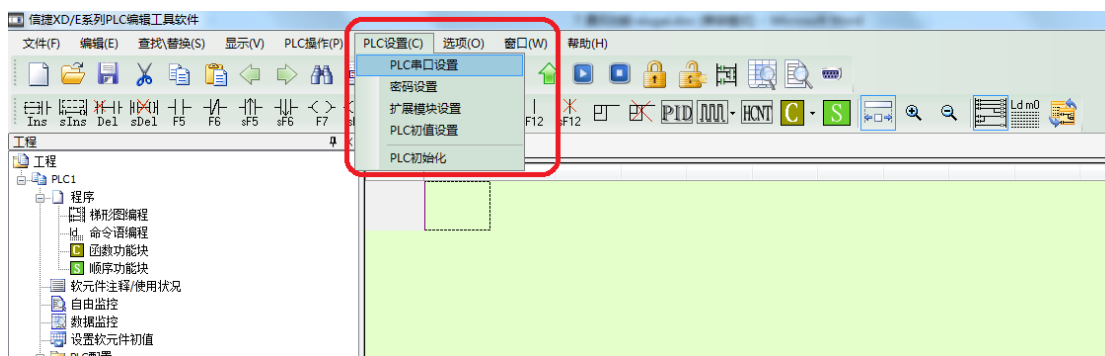 信捷XD/E系列PLC编辑工具软件
文件(F) 编辑(E) 查找\替换(S) 显示(V) PLC操作(P) PLC设置(C) 选项(O) 窗口(W) 帮助(H)
PLC串口设置
密码设置
扩展模块设置
PLC初值设置
PLC初始化
Ins sIns Del sDel F5 F6 sF5 sF6 F7 F12 sF12 PID HCNT C S Ld m0
工程
工程
PLC1
程序
梯形图编程
命令语编程
C 函数功能块
S 顺序功能块
软元件注释/使用状况
自由监控
数据监控
设置软元件初值
PLC配置